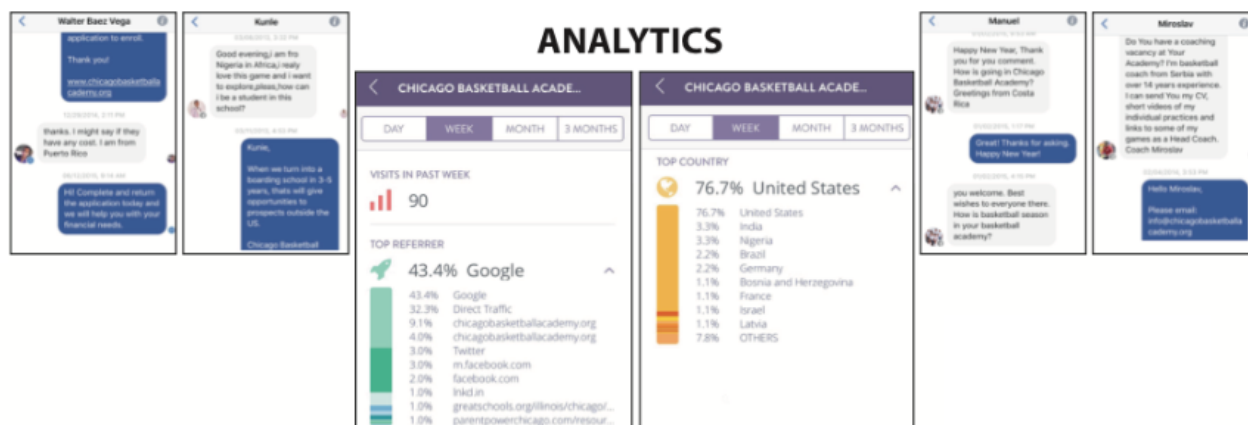 Walter Baez Vega
application to enroll.
Thank you!
www.chicagobasketballa
cademy.org
12/29/2015, 3:11 PM
thanks. I might say if they
have any cost. I am from
Puerto Rico
Hi! Complete and return
the application today and
we will help you with your
financial needs.
Kunle
Good evening,i am fro
Nigeria in Africa,i realy
love this game and i want
to explore,pleas,how can
i be a student in this
school?
Kunle,
When we turn into a
boarding school in 3-5
years, thats will give
opportunities to
prospects outside the
US.
Chicago Basketball
ANALYTICS
CHICAGO BASKETBALL ACADE...
DAY WEEK MONTH 3 MONTHS
VISITS IN PAST WEEK
90
TOP REFERRER
43.4% Google
43.4% Google
32.3% Direct Traffic
9.1% chicagobasketballacademy.org
4.0% chicagobasketballacademy.org
3.0% Twitter
3.0% m.facebook.com
2.0% facebook.com
1.0% lnkd.in
1.0% greatschools.org/illinois/chicago/...
1.0% parentpowerchicago.com/resour...
CHICAGO BASKETBALL ACADE...
DAY WEEK MONTH 3 MONTHS
TOP COUNTRY
76.7% United States
76.7% United States
3.3% India
3.3% Nigeria
2.2% Brazil
2.2% Germany
1.1% Bosnia and Herzegovina
1.1% France
1.1% Israel
1.1% Latvia
7.8% OTHERS
Manuel
Happy New Year, Thank
you for you comment.
How is going in Chicago
Basketball Academy?
Greetings from Costa
Rica
Great! Thanks for asking.
Happy New Year!
you welcome. Best
wishes to everyone there.
How is basketball season
in your basketball
academy?
Miroslav
Do You have a coaching
vacancy at Your
Academy? I'm basketball
coach from Serbia with
over 14 years experience.
I can send You my CV,
short videos of my
individual practices and
links to some of my
games as a Head Coach.
Coach Miroslav
Hello Miroslav,
Please email:
info@chicagobasketballa
cademy.org